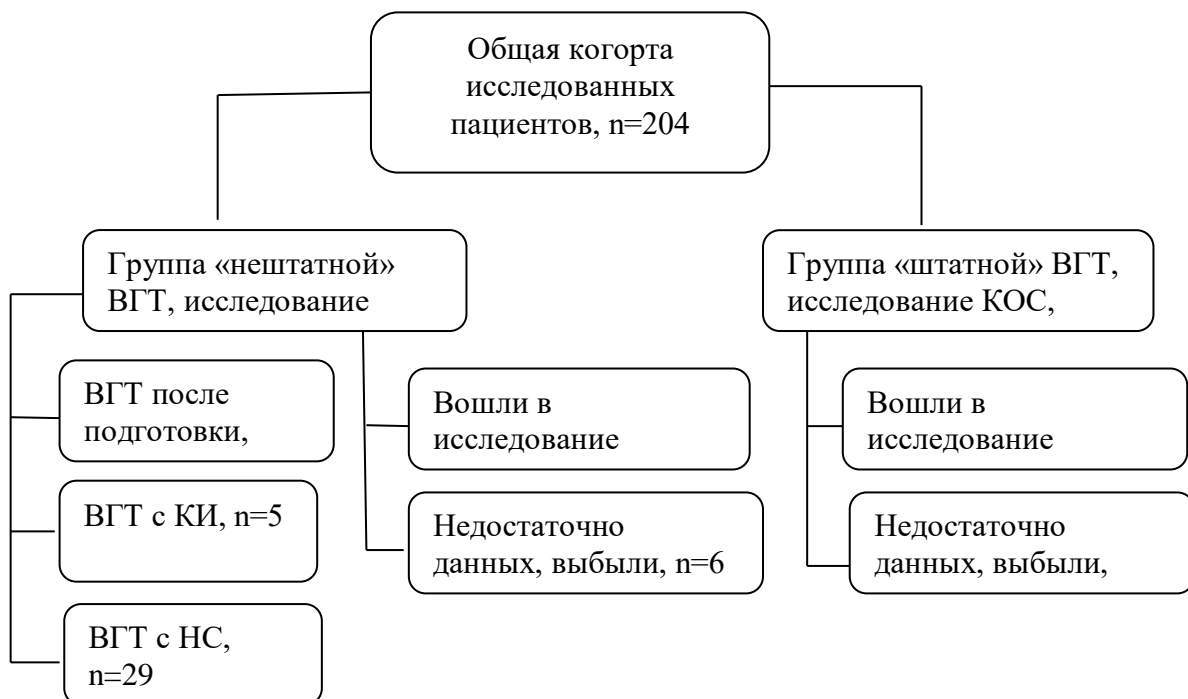 Общая когорта
исследованных
пациентов, n=204
Группа «нештатной»
ВГТ, исследование
Группа «штатной» ВГТ,
исследование КОС,
ВГТ после
подготовки,
Вошли в
исследование
Вошли в
исследование
ВГТ с КИ, n=5
Недостаточно
данных, выбыли, n=6
Недостаточно
данных, выбыли,
ВГТ с НС,
n=29